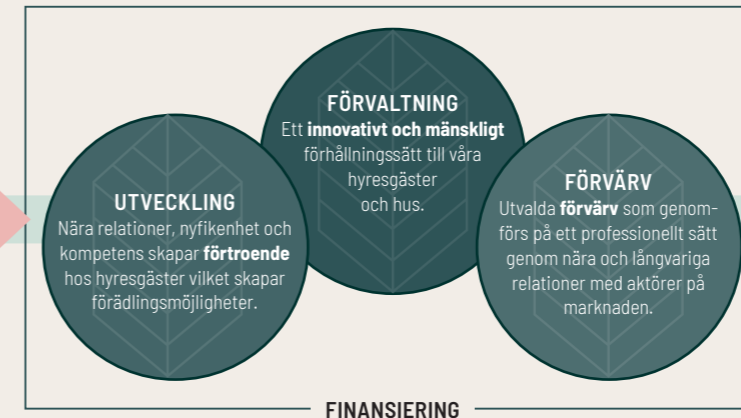 UTVECKLING
Nära relationer, nyfikenhet och
kompetens skapar förtroende
hos hyresgäster vilket skapar
förädlingsmöjligheter.
FÖRVALTNING
Ett innovativt och mänskligt
förhållningssätt till våra
hyresgäster
och hus.
FÖRVÄRV
Utvalda förvärv som genom-
förs på ett professionellt sätt
genom nära och långvariga
relationer med aktörer på
marknaden.
FINANSIERING